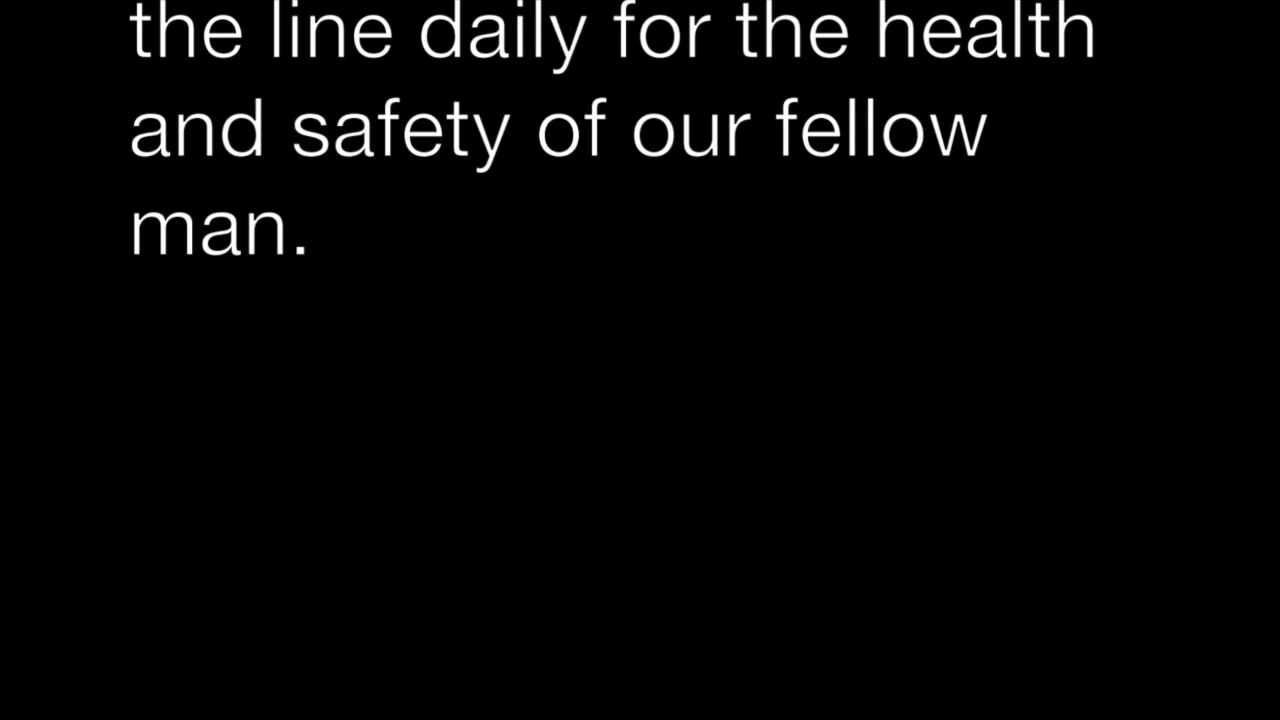 the line daily for the health
and safety of our fellow
man.